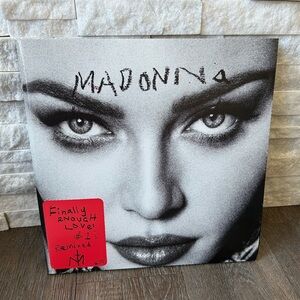 MADONNA
Finally
ENOUGH
LOVE:
#1's
REMIXED
M